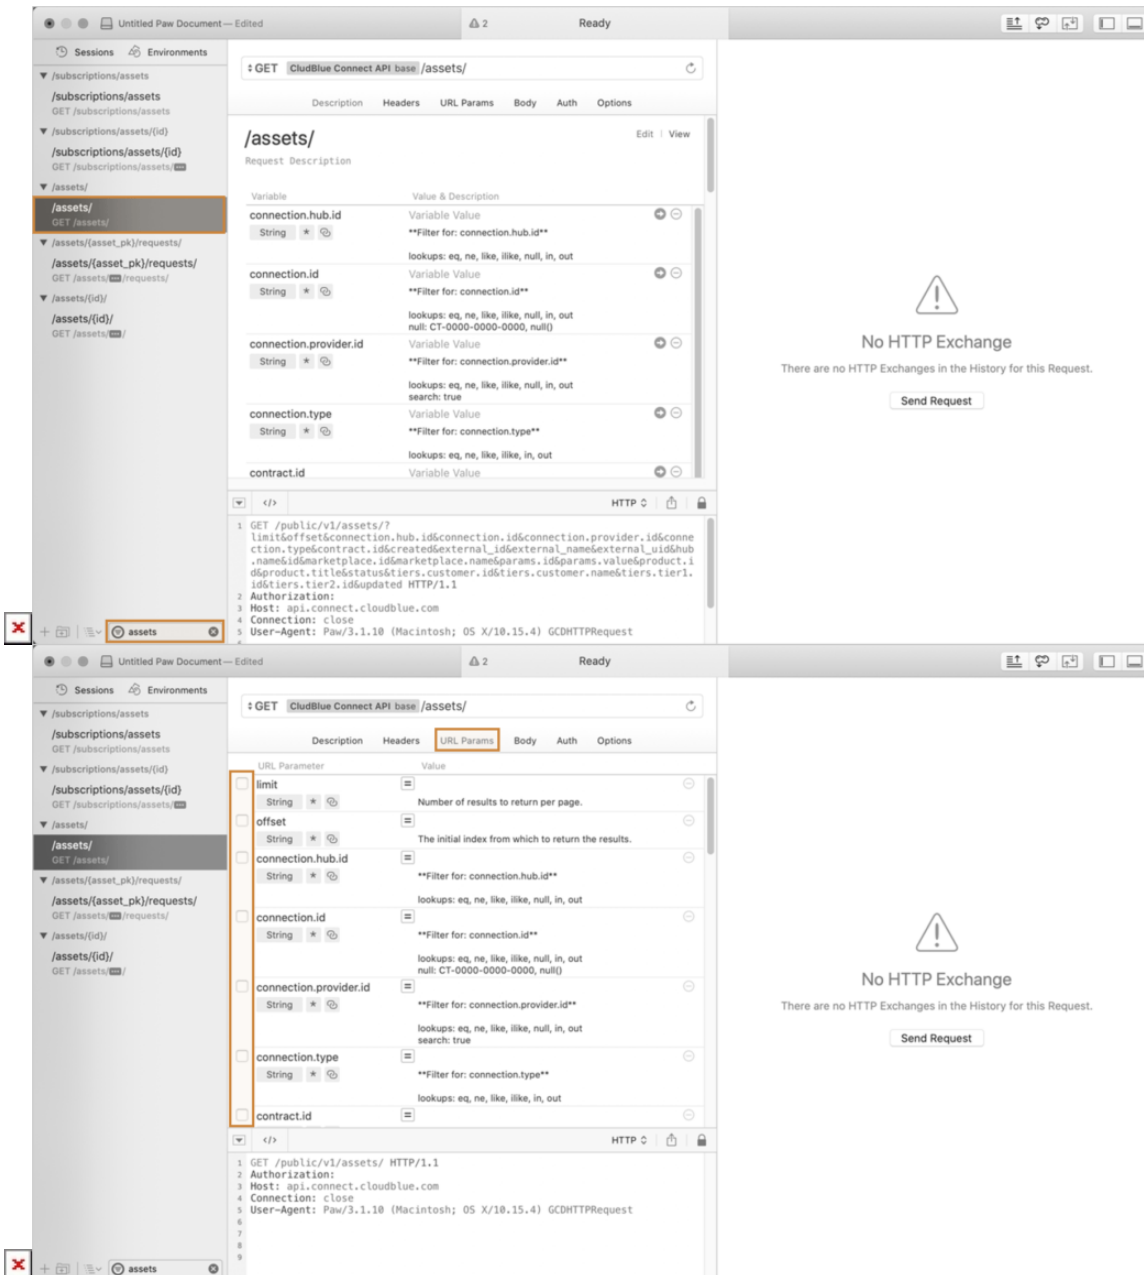 Untitled Paw Document — Edited
2
Ready
Sessions Environments
/subscriptions/assets
/subscriptions/assets
GET /subscriptions/assets
/subscriptions/assets/{id}
/subscriptions/assets/{id}
GET /subscriptions/assets/
/assets/
/assets/
GET /assets/
/assets/{asset_pk}/requests/
/assets/{asset_pk}/requests/
GET /assets/ /requests/
/assets/{id}/
/assets/{id}/
GET /assets/ /
assets
GET CludBlue Connect API base /assets/
Description Headers URL Params Body Auth Options
/assets/
Edit | View
Request Description
Variable Value & Description
connection.hub.id Variable Value
String * **Filter for: connection.hub.id**
lookups: eq, ne, like, ilike, null, in, out
connection.id Variable Value
String * **Filter for: connection.id**
lookups: eq, ne, like, ilike, null, in, out
null: CT-0000-0000-0000, null()
connection.provider.id Variable Value
String * **Filter for: connection.provider.id**
lookups: eq, ne, like, ilike, null, in, out
search: true
connection.type Variable Value
String * **Filter for: connection.type**
lookups: eq, ne, like, ilike, in, out
contract.id Variable Value
</> HTTP
1 GET /public/v1/assets/?
limit&offset&connection.hub.id&connection.id&connection.provider.id&conne
ction.type&contract.id&created&external_id&external_name&external_uid&hub
.name&id&marketplace.id&marketplace.name&params.id&params.value&product.i
d&product.title&status&tiers.customer.id&tiers.customer.name&tiers.tier1.
id&tiers.tier2.id&updated HTTP/1.1
2 Authorization:
3 Host: api.connect.cloudblue.com
4 Connection: close
5 User-Agent: Paw/3.1.10 (Macintosh; OS X/10.15.4) GCDHTTPRequest
No HTTP Exchange
There are no HTTP Exchanges in the History for this Request.
Send Request
Untitled Paw Document — Edited
2
Ready
Sessions Environments
/subscriptions/assets
/subscriptions/assets
GET /subscriptions/assets
/subscriptions/assets/{id}
/subscriptions/assets/{id}
GET /subscriptions/assets/
/assets/
/assets/
GET /assets/
/assets/{asset_pk}/requests/
/assets/{asset_pk}/requests/
GET /assets/ /requests/
/assets/{id}/
/assets/{id}/
GET /assets/ /
assets
GET CludBlue Connect API base /assets/
Description Headers URL Params Body Auth Options
URL Parameter Value
limit =
String * Number of results to return per page.
offset =
String * The initial index from which to return the results.
connection.hub.id =
String * **Filter for: connection.hub.id**
lookups: eq, ne, like, ilike, null, in, out
connection.id =
String * **Filter for: connection.id**
lookups: eq, ne, like, ilike, null, in, out
null: CT-0000-0000-0000, null()
connection.provider.id =
String * **Filter for: connection.provider.id**
lookups: eq, ne, like, ilike, null, in, out
search: true
connection.type =
String * **Filter for: connection.type**
lookups: eq, ne, like, ilike, in, out
contract.id =
</> HTTP
1 GET /public/v1/assets/ HTTP/1.1
2 Authorization:
3 Host: api.connect.cloudblue.com
4 Connection: close
5 User-Agent: Paw/3.1.10 (Macintosh; OS X/10.15.4) GCDHTTPRequest
6
7
8
9
No HTTP Exchange
There are no HTTP Exchanges in the History for this Request.
Send Request